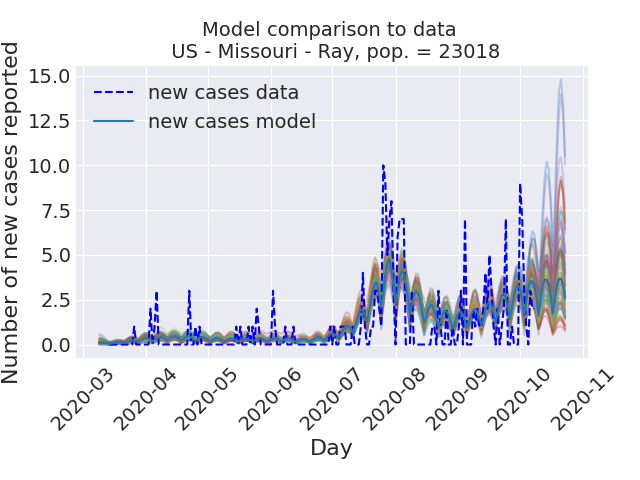 Model comparison to data
US - Missouri - Ray, pop. = 23018
Number of new cases reported
15.0
12.5
10.0
7.5
5.0
2.5
0.0
new cases data
new cases model
2020-03
2020-04
2020-05
2020-06
2020-07
2020-08
2020-09
2020-10
2020-11
Day